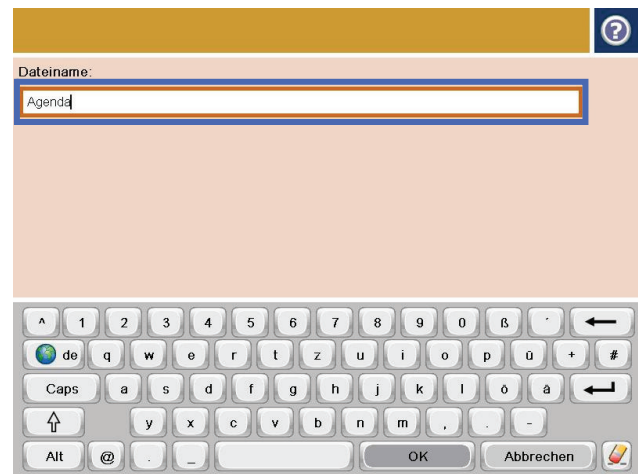 ?
Dateiname:
Agenda
^ 1 2 3 4 5 6 7 8 9 0 ß ´
de q w e r t z u i o p ü + #
Caps a s d f g h j k l ö ä
y x c v b n m , . -
Alt @ . _ OK Abbrechen